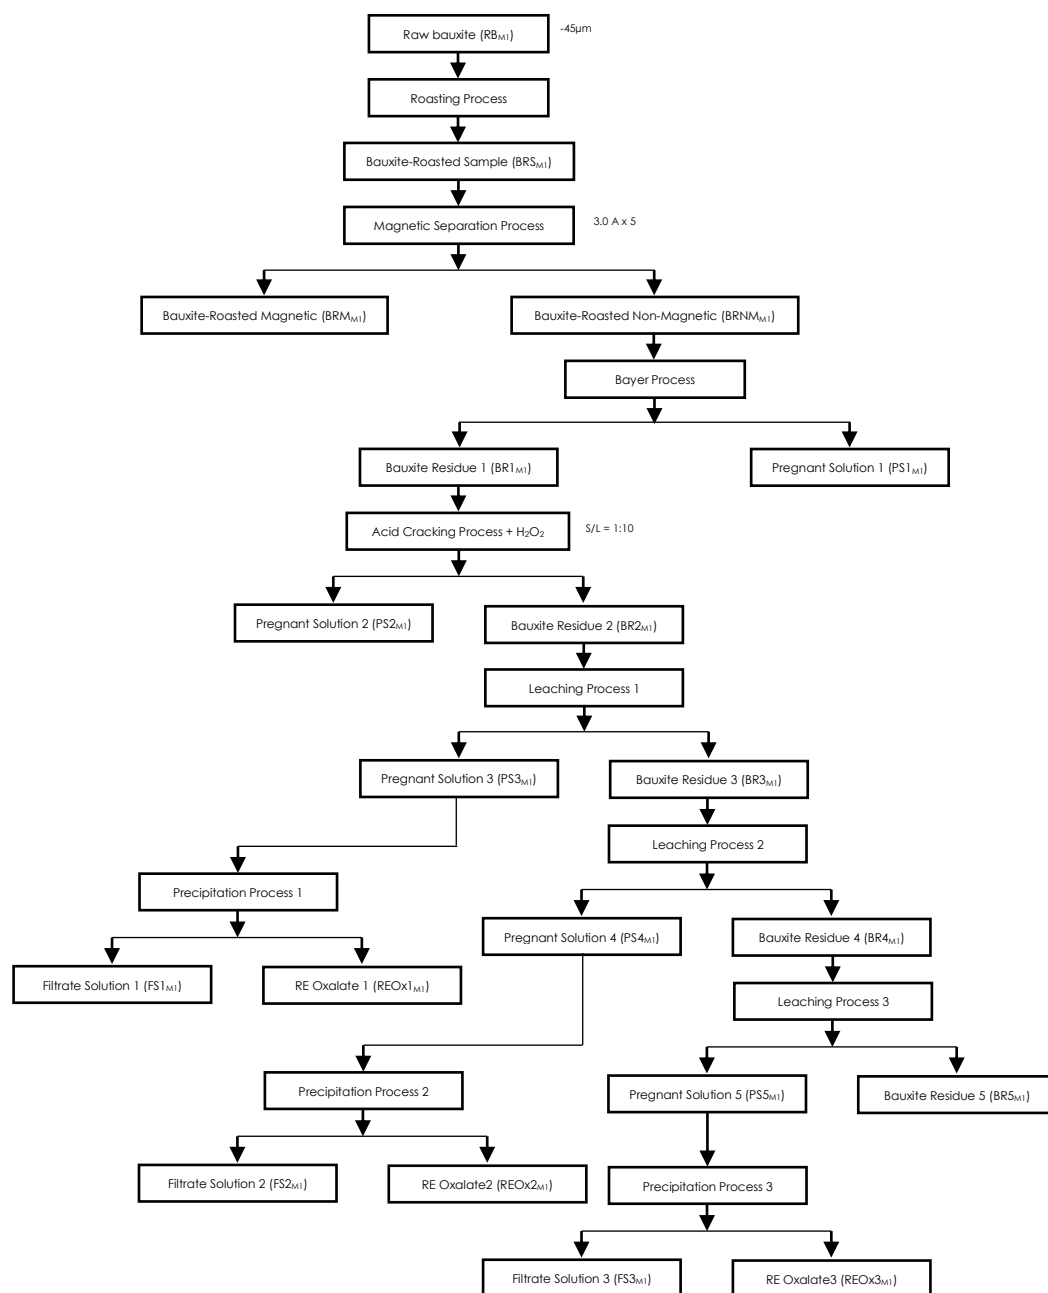 Raw bauxite (RBM1)
-45µm
Roasting Process
Bauxite-Roasted Sample (BRSM1)
Magnetic Separation Process
3.0 A x 5
Bauxite-Roasted Magnetic (BRMM1)
Bauxite-Roasted Non-Magnetic (BRNMM1)
Bayer Process
Bauxite Residue 1 (BR1M1)
Pregnant Solution 1 (PS1M1)
Acid Cracking Process + H2O2
S/L = 1:10
Pregnant Solution 2 (PS2M1)
Bauxite Residue 2 (BR2M1)
Leaching Process 1
Pregnant Solution 3 (PS3M1)
Bauxite Residue 3 (BR3M1)
Leaching Process 2
Precipitation Process 1
Pregnant Solution 4 (PS4M1)
Bauxite Residue 4 (BR4M1)
Filtrate Solution 1 (FS1M1)
RE Oxalate 1 (REOx1M1)
Leaching Process 3
Precipitation Process 2
Pregnant Solution 5 (PS5M1)
Bauxite Residue 5 (BR5M1)
Filtrate Solution 2 (FS2M1)
RE Oxalate2 (REOx2M1)
Precipitation Process 3
Filtrate Solution 3 (FS3M1)
RE Oxalate3 (REOx3M1)